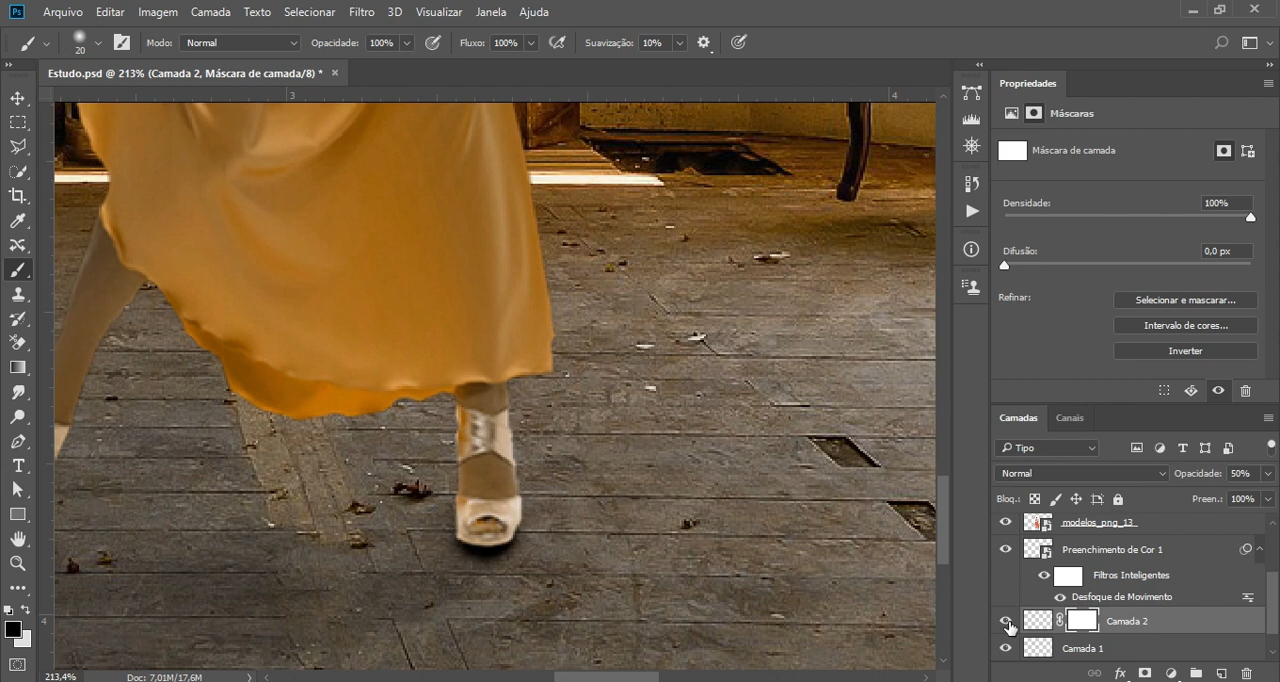 Ps Arquivo Editar Imagem Camada Texto Selecionar Filtro 3D Visualizar Janela Ajuda
20 Modo: Normal Opacidade: 100% Fluxo: 100% Suavização: 10%
Estudo.psd @ 213% (Camada 2, Máscara de camada/8) * ×
3 4
4
Propriedades
Máscaras
Máscara de camada
Densidade: 100%
Difusão: 0,0 px
Refinar: Selecionar e mascarar...
Intervalo de cores...
Inverter
Camadas Canais
Tipo
Normal Opacidade: 50%
Bloq.: Preen.: 100%
modelos_png_13_
Preenchimento de Cor 1
Filtros Inteligentes
Desfoque de Movimento
Camada 2
Camada 1
fx
213,4% Doc: 7,01M/17,6M